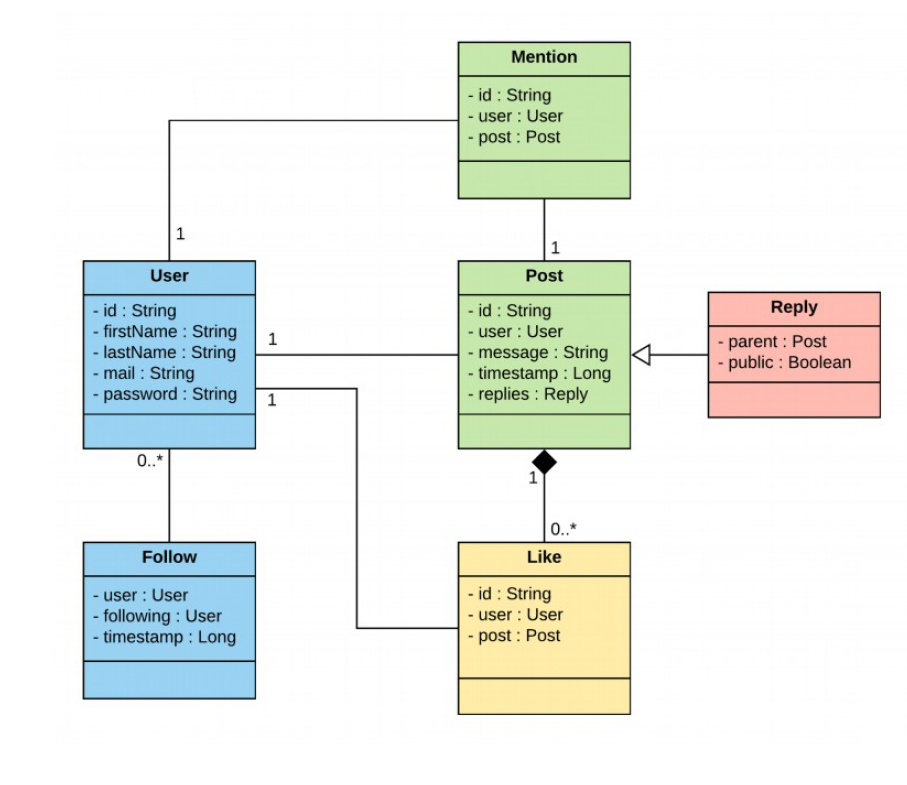 Mention
- id : String
- user : User
- post : Post
1
1
User
- id : String
- firstName : String
- lastName : String
- mail : String
- password : String
1
1
0..*
Post
- id : String
- user : User
- message : String
- timestamp : Long
- replies : Reply
Reply
- parent : Post
- public : Boolean
1
0..*
Follow
- user : User
- following : User
- timestamp : Long
Like
- id : String
- user : User
- post : Post